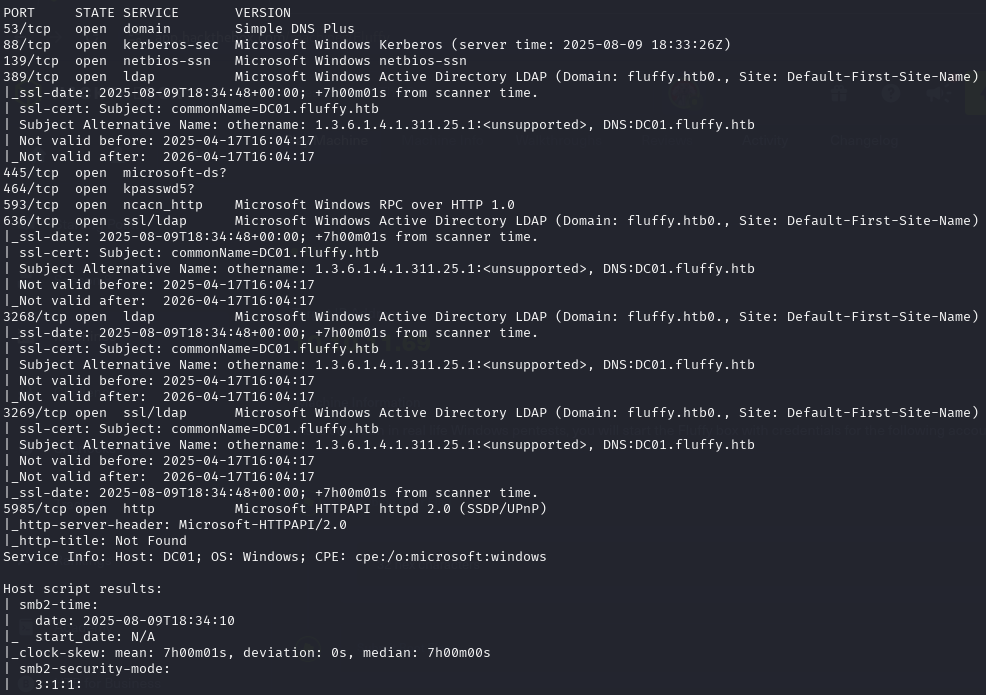 PORT     STATE SERVICE       VERSION
53/tcp   open  domain        Simple DNS Plus
88/tcp   open  kerberos-sec  Microsoft Windows Kerberos (server time: 2025-08-09 18:33:26Z)
139/tcp  open  netbios-ssn   Microsoft Windows netbios-ssn
389/tcp  open  ldap          Microsoft Windows Active Directory LDAP (Domain: fluffy.htb0., Site: Default-First-Site-Name)
|_ssl-date: 2025-08-09T18:34:48+00:00; +7h00m01s from scanner time.
| ssl-cert: Subject: commonName=DC01.fluffy.htb
| Subject Alternative Name: othername: 1.3.6.1.4.1.311.25.1:<unsupported>, DNS:DC01.fluffy.htb
| Not valid before: 2025-04-17T16:04:17
|_Not valid after:  2026-04-17T16:04:17
445/tcp  open  microsoft-ds?
464/tcp  open  kpasswd5?
593/tcp  open  ncacn_http    Microsoft Windows RPC over HTTP 1.0
636/tcp  open  ssl/ldap      Microsoft Windows Active Directory LDAP (Domain: fluffy.htb0., Site: Default-First-Site-Name)
|_ssl-date: 2025-08-09T18:34:48+00:00; +7h00m01s from scanner time.
| ssl-cert: Subject: commonName=DC01.fluffy.htb
| Subject Alternative Name: othername: 1.3.6.1.4.1.311.25.1:<unsupported>, DNS:DC01.fluffy.htb
| Not valid before: 2025-04-17T16:04:17
|_Not valid after:  2026-04-17T16:04:17
3268/tcp open  ldap          Microsoft Windows Active Directory LDAP (Domain: fluffy.htb0., Site: Default-First-Site-Name)
|_ssl-date: 2025-08-09T18:34:48+00:00; +7h00m01s from scanner time.
| ssl-cert: Subject: commonName=DC01.fluffy.htb
| Subject Alternative Name: othername: 1.3.6.1.4.1.311.25.1:<unsupported>, DNS:DC01.fluffy.htb
| Not valid before: 2025-04-17T16:04:17
|_Not valid after:  2026-04-17T16:04:17
3269/tcp open  ssl/ldap      Microsoft Windows Active Directory LDAP (Domain: fluffy.htb0., Site: Default-First-Site-Name)
| ssl-cert: Subject: commonName=DC01.fluffy.htb
| Subject Alternative Name: othername: 1.3.6.1.4.1.311.25.1:<unsupported>, DNS:DC01.fluffy.htb
| Not valid before: 2025-04-17T16:04:17
|_Not valid after:  2026-04-17T16:04:17
|_ssl-date: 2025-08-09T18:34:48+00:00; +7h00m01s from scanner time.
5985/tcp open  http          Microsoft HTTPAPI httpd 2.0 (SSDP/UPnP)
|_http-server-header: Microsoft-HTTPAPI/2.0
|_http-title: Not Found
Service Info: Host: DC01; OS: Windows; CPE: cpe:/o:microsoft:windows

Host script results:
| smb2-time:
|   date: 2025-08-09T18:34:10
|_  start_date: N/A
|_clock-skew: mean: 7h00m01s, deviation: 0s, median: 7h00m00s
| smb2-security-mode:
|   3:1:1: